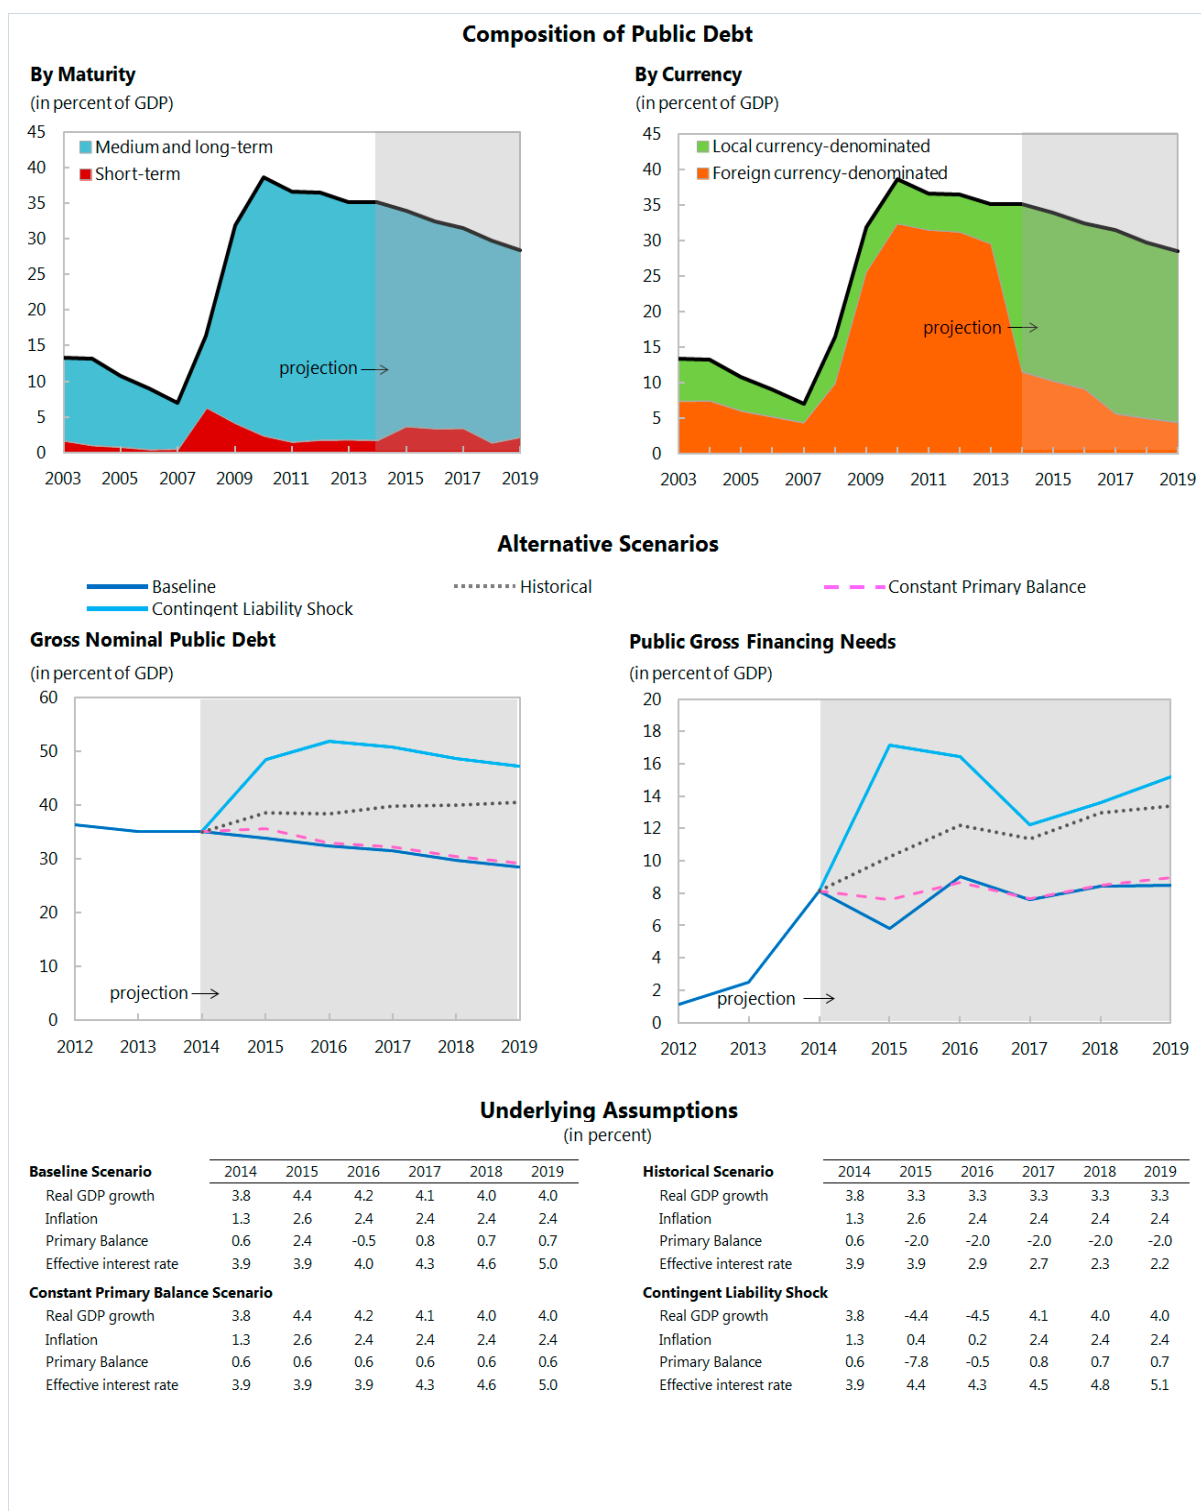 Composition of Public Debt
By Maturity
(in percent of GDP)
45
40
35
30
25
20
15
10
5
0
Medium and long-term
Short-term
projection
2003 2005 2007 2009 2011 2013 2015 2017 2019
By Currency
(in percent of GDP)
45
40
35
30
25
20
15
10
5
0
Local currency-denominated
Foreign currency-denominated
projection
2003 2005 2007 2009 2011 2013 2015 2017 2019
Alternative Scenarios
Baseline
Historical
Constant Primary Balance
Contingent Liability Shock
Gross Nominal Public Debt
(in percent of GDP)
60
50
40
30
20
10
0
projection
2012 2013 2014 2015 2016 2017 2018 2019
Public Gross Financing Needs
(in percent of GDP)
20
18
16
14
12
10
8
6
4
2
0
projection
2012 2013 2014 2015 2016 2017 2018 2019
Underlying Assumptions
(in percent)
Baseline Scenario 2014 2015 2016 2017 2018 2019
Real GDP growth 3.8 4.4 4.2 4.1 4.0 4.0
Inflation 1.3 2.6 2.4 2.4 2.4 2.4
Primary Balance 0.6 2.4 -0.5 0.8 0.7 0.7
Effective interest rate 3.9 3.9 4.0 4.3 4.6 5.0
Constant Primary Balance Scenario
Real GDP growth 3.8 4.4 4.2 4.1 4.0 4.0
Inflation 1.3 2.6 2.4 2.4 2.4 2.4
Primary Balance 0.6 0.6 0.6 0.6 0.6 0.6
Effective interest rate 3.9 3.9 3.9 4.3 4.6 5.0
Historical Scenario 2014 2015 2016 2017 2018 2019
Real GDP growth 3.8 3.3 3.3 3.3 3.3 3.3
Inflation 1.3 2.6 2.4 2.4 2.4 2.4
Primary Balance 0.6 -2.0 -2.0 -2.0 -2.0 -2.0
Effective interest rate 3.9 3.9 2.9 2.7 2.3 2.2
Contingent Liability Shock
Real GDP growth 3.8 -4.4 -4.5 4.1 4.0 4.0
Inflation 1.3 0.4 0.2 2.4 2.4 2.4
Primary Balance 0.6 -7.8 -0.5 0.8 0.7 0.7
Effective interest rate 3.9 4.4 4.3 4.5 4.8 5.1